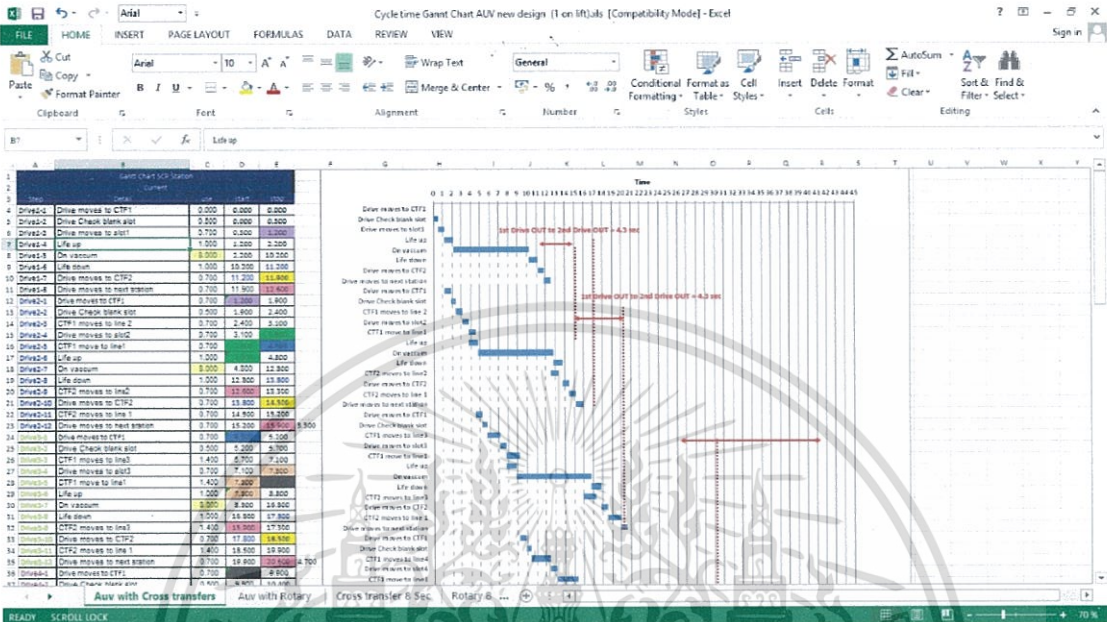 Cycle time Gannt Chart AUV new design (1 on lift).xls [Compatibility Mode] - Excel
FILE HOME INSERT PAGE LAYOUT FORMULAS DATA REVIEW VIEW Sign in
Cut
Copy
Format Painter
Paste
Arial 10
Wrap Text
Merge & Center
General
Conditional Formatting
Format as Table
Cell Styles
Insert Delete Format
AutoSum
Fill
Clear
Sort & Filter
Find & Select
Clipboard Font Alignment Number Styles Cells Editing
B7 Life up
Gantt Chart SCP Station
Current
Step Detail use start stop
Drive1-1 Drive moves to CTF1 0.000 0.000 0.000
Drive1-2 Drive Check blank slot 0.500 0.000 0.500
Drive1-3 Drive moves to slot1 0.700 0.500 1.200
Drive1-4 Life up 1.000 1.200 2.200
Drive1-5 On vaccum 8.000 2.200 10.200
Drive1-6 Life down 1.000 10.200 11.200
Drive1-7 Drive moves to CTF2 0.700 11.200 11.900
Drive1-8 Drive moves to next station 0.700 11.900 12.600
Drive2-1 Drive moves to CTF1 0.700 1.200 1.900
Drive2-2 Drive Check blank slot 0.500 1.900 2.400
Drive2-3 CTF1 moves to line 2 0.700 2.400 3.100
Drive2-4 Drive moves to slot2 0.700 3.100
Drive2-5 CTF1 move to line1 0.700
Drive2-6 Life up 1.000 4.800
Drive2-7 On vaccum 8.000 4.800 12.800
Drive2-8 Life down 1.000 12.800 13.800
Drive2-9 CTF2 moves to line2 0.700 12.600 13.300
Drive2-10 Drive moves to CTF2 0.700 13.800 14.500
Drive2-11 CTF2 moves to line 1 0.700 14.500 15.200
Drive2-12 Drive moves to next station 0.700 15.200 15.900 3.300
Drive moves to CTF1 0.700 5.200
Drive Check blank slot 0.500 5.200 5.700
CTF1 moves to line3 1.400 5.700 7.100
Drive moves to slot3 0.700 7.100 7.800
CTF1 move to line1 1.400 7.800
Life up 1.000 7.800 8.800
On vaccum 8.000 8.800 16.800
Life down 1.000 16.800 17.800
CTF2 moves to line3 1.400 15.900 17.300
Drive moves to CTF2 0.700 17.800 18.500
CTF2 moves to line 1 1.400 18.500 19.900
Drive moves to next station 0.700 19.900 20.600 4.700
Drive4-1 Drive moves to CTF1 0.700 9.900
Time
0 1 2 3 4 5 6 7 8 9 10 11 12 13 14 15 16 17 18 19 20 21 22 23 24 25 26 27 28 29 30 31 32 33 34 35 36 37 38 39 40 41 42 43 44 45
Drive moves to CTF1
Drive Check blank slot
Drive moves to slot1
Life up
On vaccum
Life down
Drive moves to CTF2
Drive moves to next station
Drive moves to CTF1
Drive Check blank slot
CTF1 moves to line 2
Drive moves to slot2
CTF1 move to line1
Life up
On vaccum
Life down
CTF2 moves to line2
Drive moves to CTF2
CTF2 moves to line 1
Drive moves to next station
Drive moves to CTF1
Drive Check blank slot
CTF1 moves to line3
Drive moves to slot3
CTF1 move to line1
Life up
On vaccum
Life down
CTF2 moves to line3
Drive moves to CTF2
CTF2 moves to line 1
Drive moves to next station
Drive moves to CTF1
Drive Check blank slot
CTF1 moves to line4
CTF1 move to line1
1st Drive OUT to 2nd Drive OUT = 4.3 sec
1st Drive OUT to 2nd Drive OUT = 4.3 sec
Auv with Cross transfers Auv with Rotary Cross transfer 8 Sec Rotary 8 ...
READY SCROLL LOCK 70 %